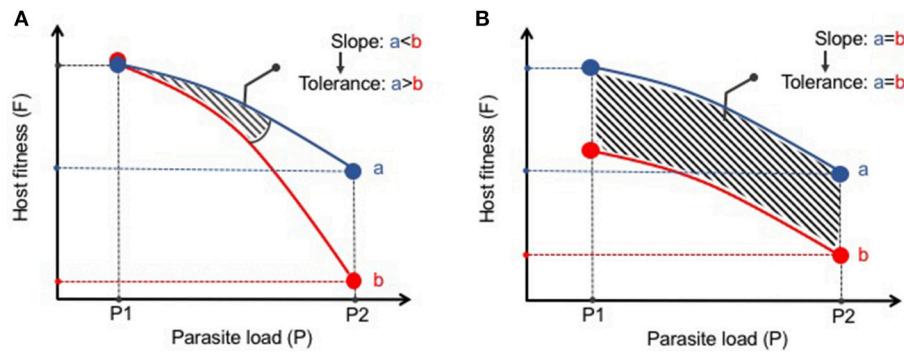 A
Slope: a<b
Tolerance: a>b
Host fitness (F)
a
b
P1
P2
Parasite load (P)
B
Slope: a=b
Tolerance: a=b
Host fitness (F)
a
b
P1
P2
Parasite load (P)